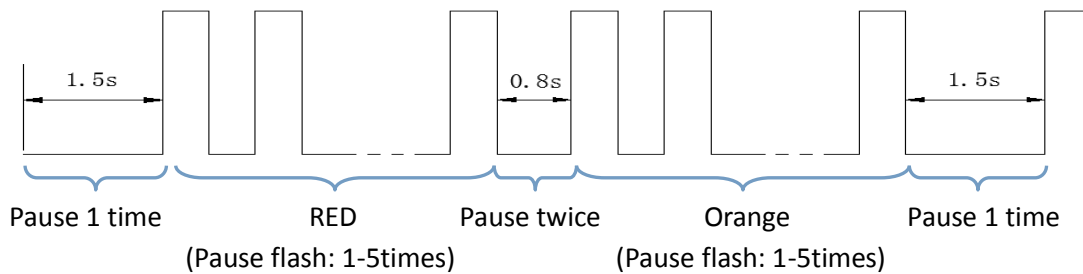 1.5s
0.8s
1.5s
Pause 1 time
RED
Pause twice
Orange
Pause 1 time
(Pause flash: 1-5times)
(Pause flash: 1-5times)